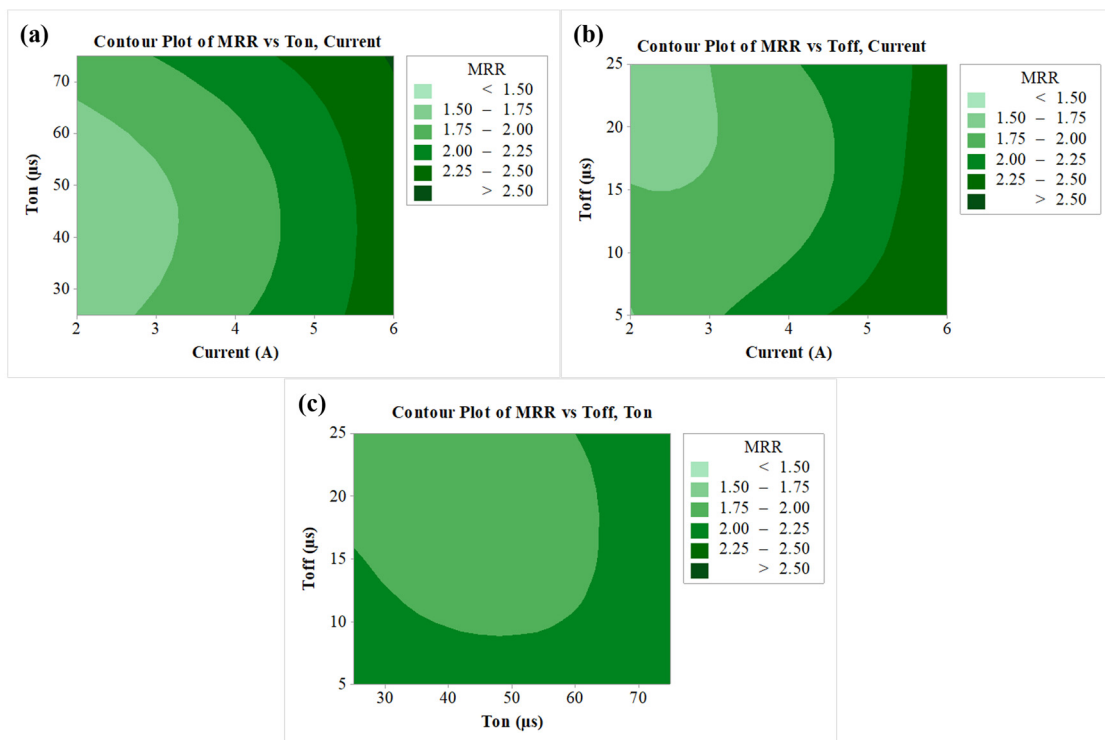 (a)
Contour Plot of MRR vs Ton, Current
Ton (µs)
70
60
50
40
30
2 3 4 5 6
Current (A)
MRR
< 1.50
1.50 – 1.75
1.75 – 2.00
2.00 – 2.25
2.25 – 2.50
> 2.50
(b)
Contour Plot of MRR vs Toff, Current
Toff (µs)
25
20
15
10
5
2 3 4 5 6
Current (A)
MRR
< 1.50
1.50 – 1.75
1.75 – 2.00
2.00 – 2.25
2.25 – 2.50
> 2.50
(c)
Contour Plot of MRR vs Toff, Ton
Toff (µs)
25
20
15
10
5
30 40 50 60 70
Ton (µs)
MRR
< 1.50
1.50 – 1.75
1.75 – 2.00
2.00 – 2.25
2.25 – 2.50
> 2.50